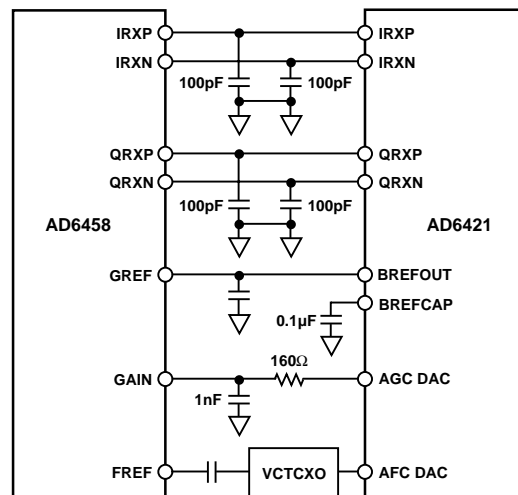 IRXP IRXP
IRXN IRXN
100pF 100pF
QRXP QRXP
QRXN QRXN
100pF 100pF
AD6458 AD6421
GREF BREFOUT
BREFCAP
0.1µF
160Ω
GAIN AGC DAC
1nF
FREF VCTCXO AFC DAC